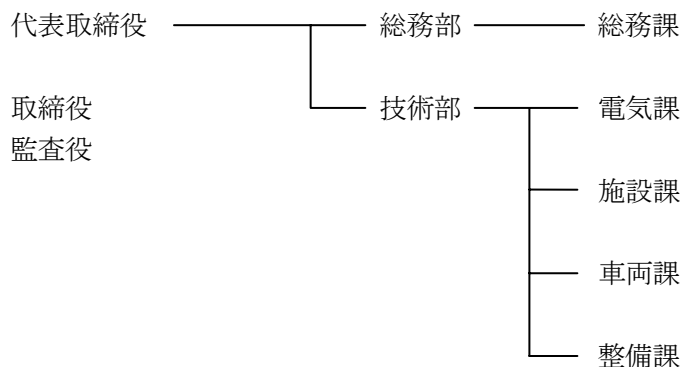 代表取締役 総務部 総務課
取締役 技術部 電気課
監査役
施設課
車両課
整備課